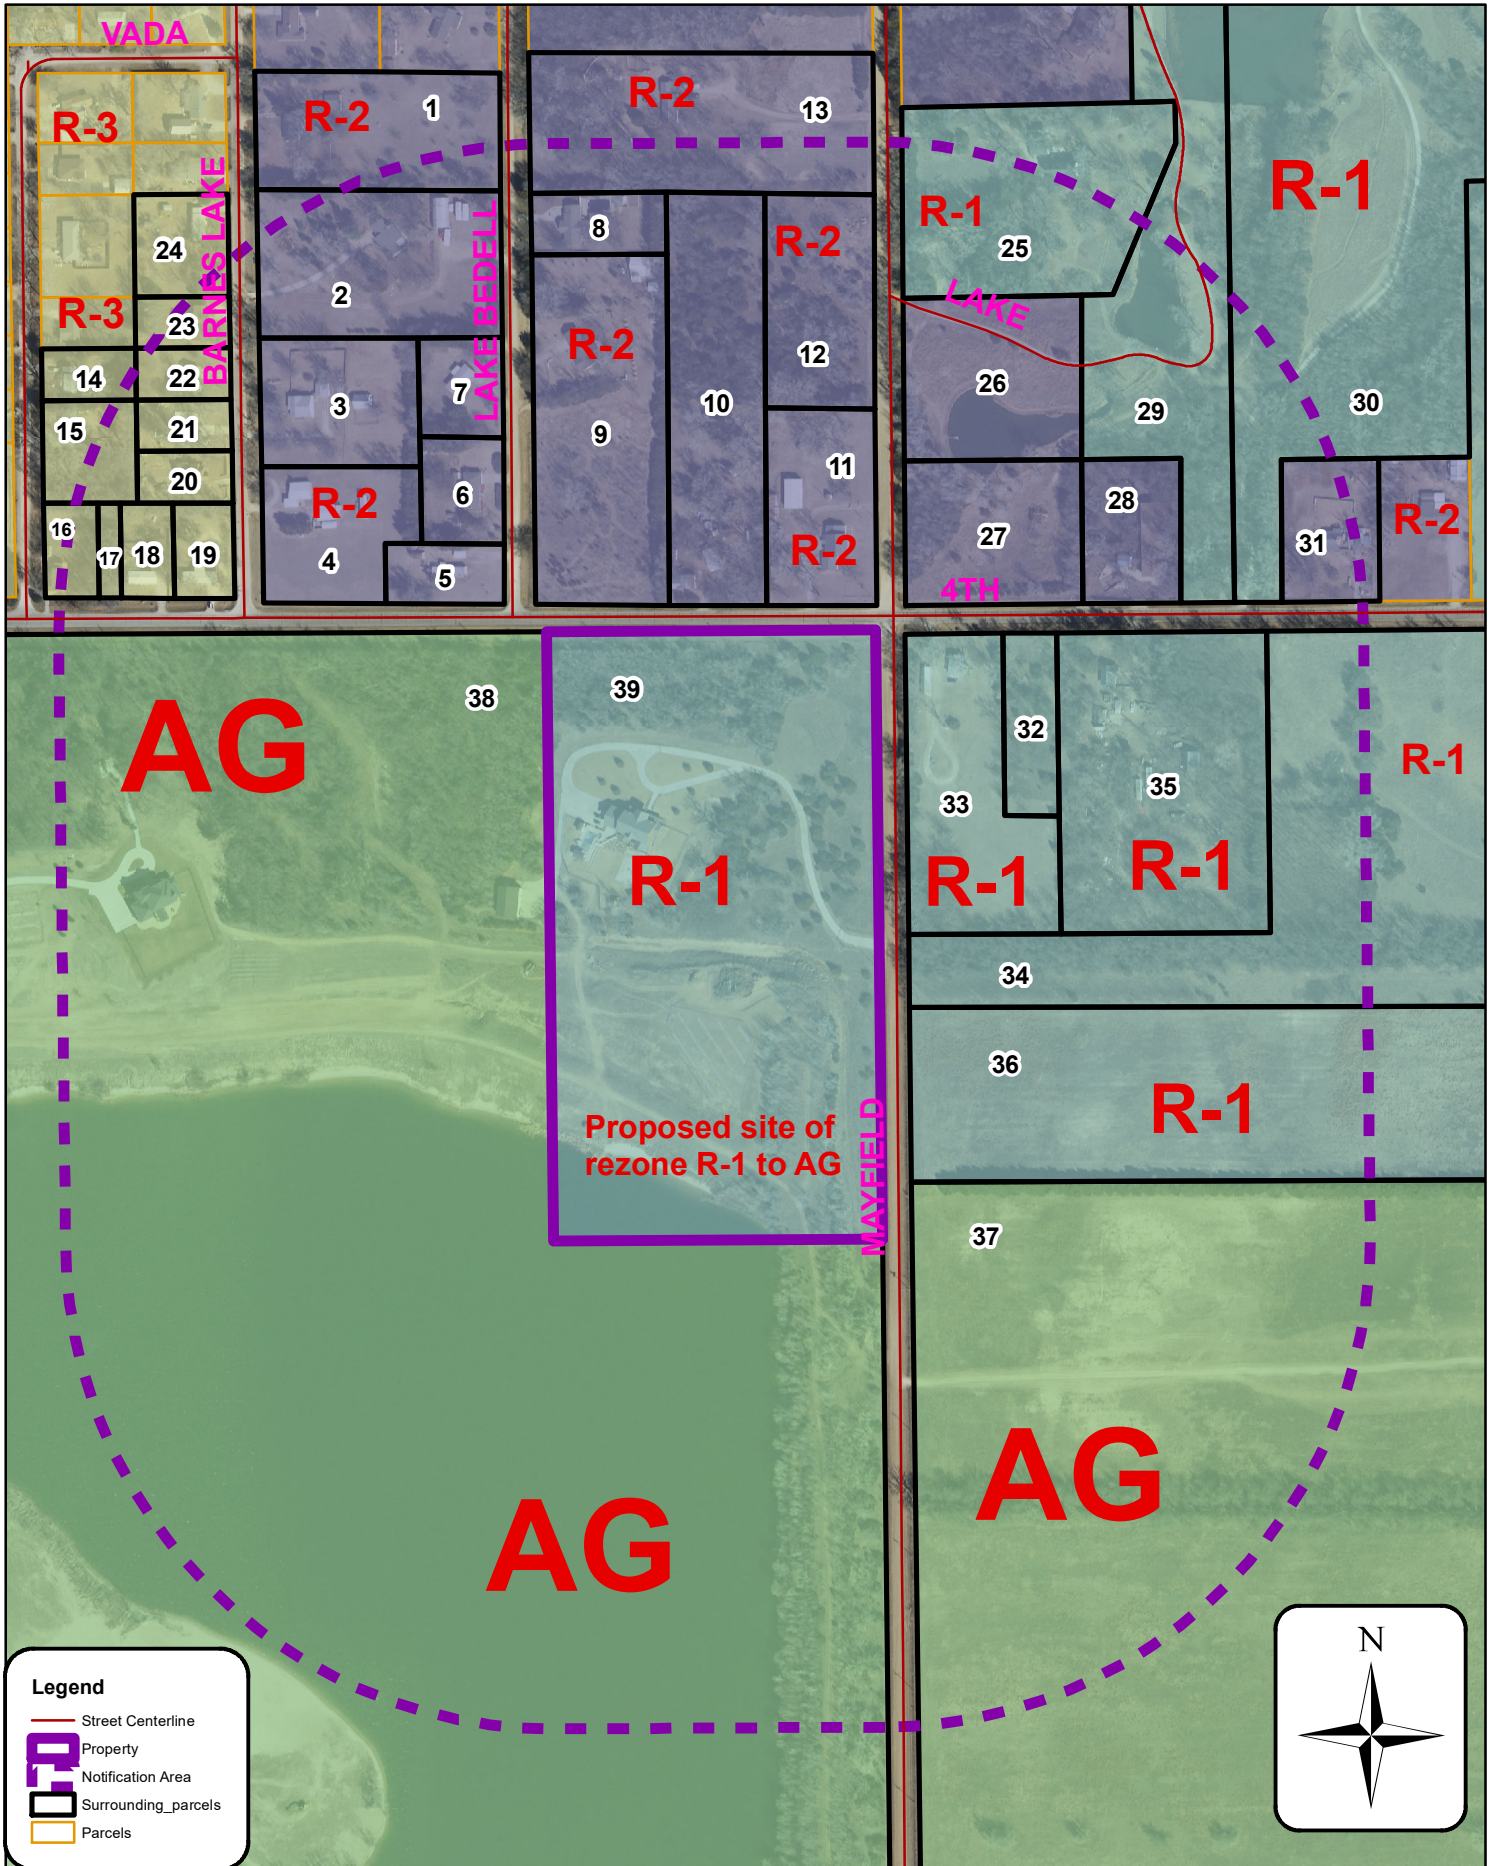 VADA
R-2
1
R-2
13
R-3
R-1
BARNES LAKE
LAKE BEDELL
R-1
24
8
R-2
25
2
LAKE
R-3
23
R-2
12
14
22
3
7
10
26
29
30
15
21
9
11
20
6
R-2
28
R-2
16
17
18
19
4
5
R-2
27
31
4TH
38
39
AG
32
R-1
33
35
R-1
R-1
R-1
34
36
R-1
Proposed site of
rezone R-1 to AG
MAYFIELD
37
AG
AG
N
Legend
Street Centerline
Property
Notification Area
Surrounding_parcels
Parcels